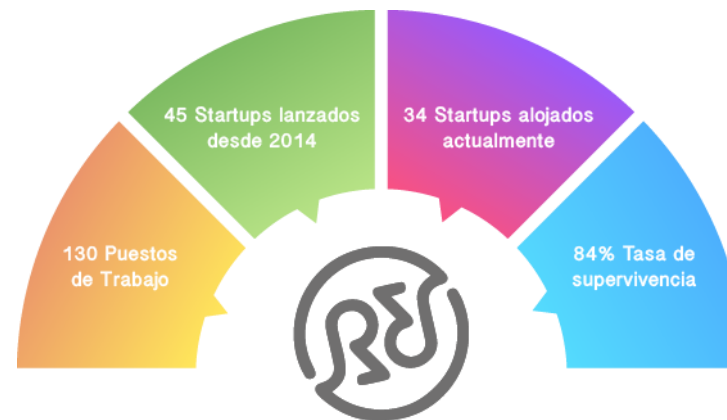 45 Startups lanzados
desde 2014
34 Startups alojados
actualmente
130 Puestos
de Trabajo
84% Tasa de
supervivencia